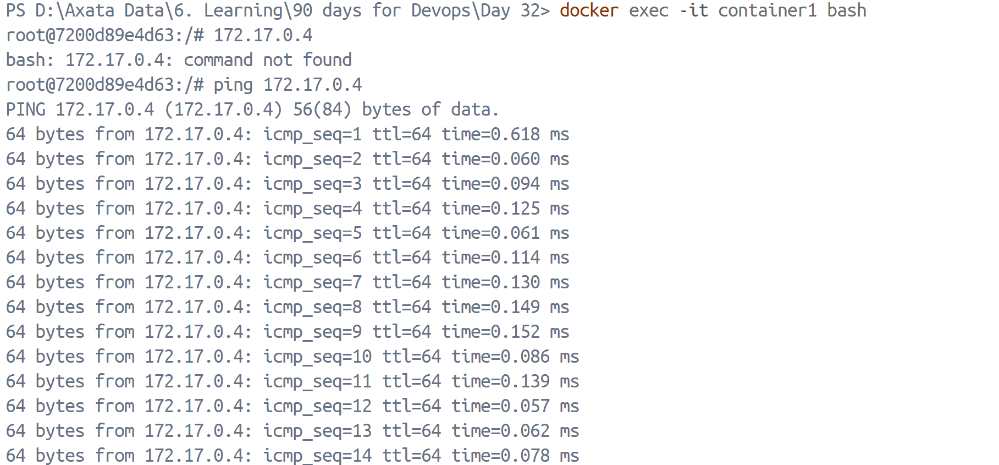 PS D:\Axata Data\6. Learning\90 days for Devops\Day 32> docker exec -it container1 bash
root@7200d89e4d63:/# 172.17.0.4
bash: 172.17.0.4: command not found
root@7200d89e4d63:/# ping 172.17.0.4
PING 172.17.0.4 (172.17.0.4) 56(84) bytes of data.
64 bytes from 172.17.0.4: icmp_seq=1 ttl=64 time=0.618 ms
64 bytes from 172.17.0.4: icmp_seq=2 ttl=64 time=0.060 ms
64 bytes from 172.17.0.4: icmp_seq=3 ttl=64 time=0.094 ms
64 bytes from 172.17.0.4: icmp_seq=4 ttl=64 time=0.125 ms
64 bytes from 172.17.0.4: icmp_seq=5 ttl=64 time=0.061 ms
64 bytes from 172.17.0.4: icmp_seq=6 ttl=64 time=0.114 ms
64 bytes from 172.17.0.4: icmp_seq=7 ttl=64 time=0.130 ms
64 bytes from 172.17.0.4: icmp_seq=8 ttl=64 time=0.149 ms
64 bytes from 172.17.0.4: icmp_seq=9 ttl=64 time=0.152 ms
64 bytes from 172.17.0.4: icmp_seq=10 ttl=64 time=0.086 ms
64 bytes from 172.17.0.4: icmp_seq=11 ttl=64 time=0.139 ms
64 bytes from 172.17.0.4: icmp_seq=12 ttl=64 time=0.057 ms
64 bytes from 172.17.0.4: icmp_seq=13 ttl=64 time=0.062 ms
64 bytes from 172.17.0.4: icmp_seq=14 ttl=64 time=0.078 ms